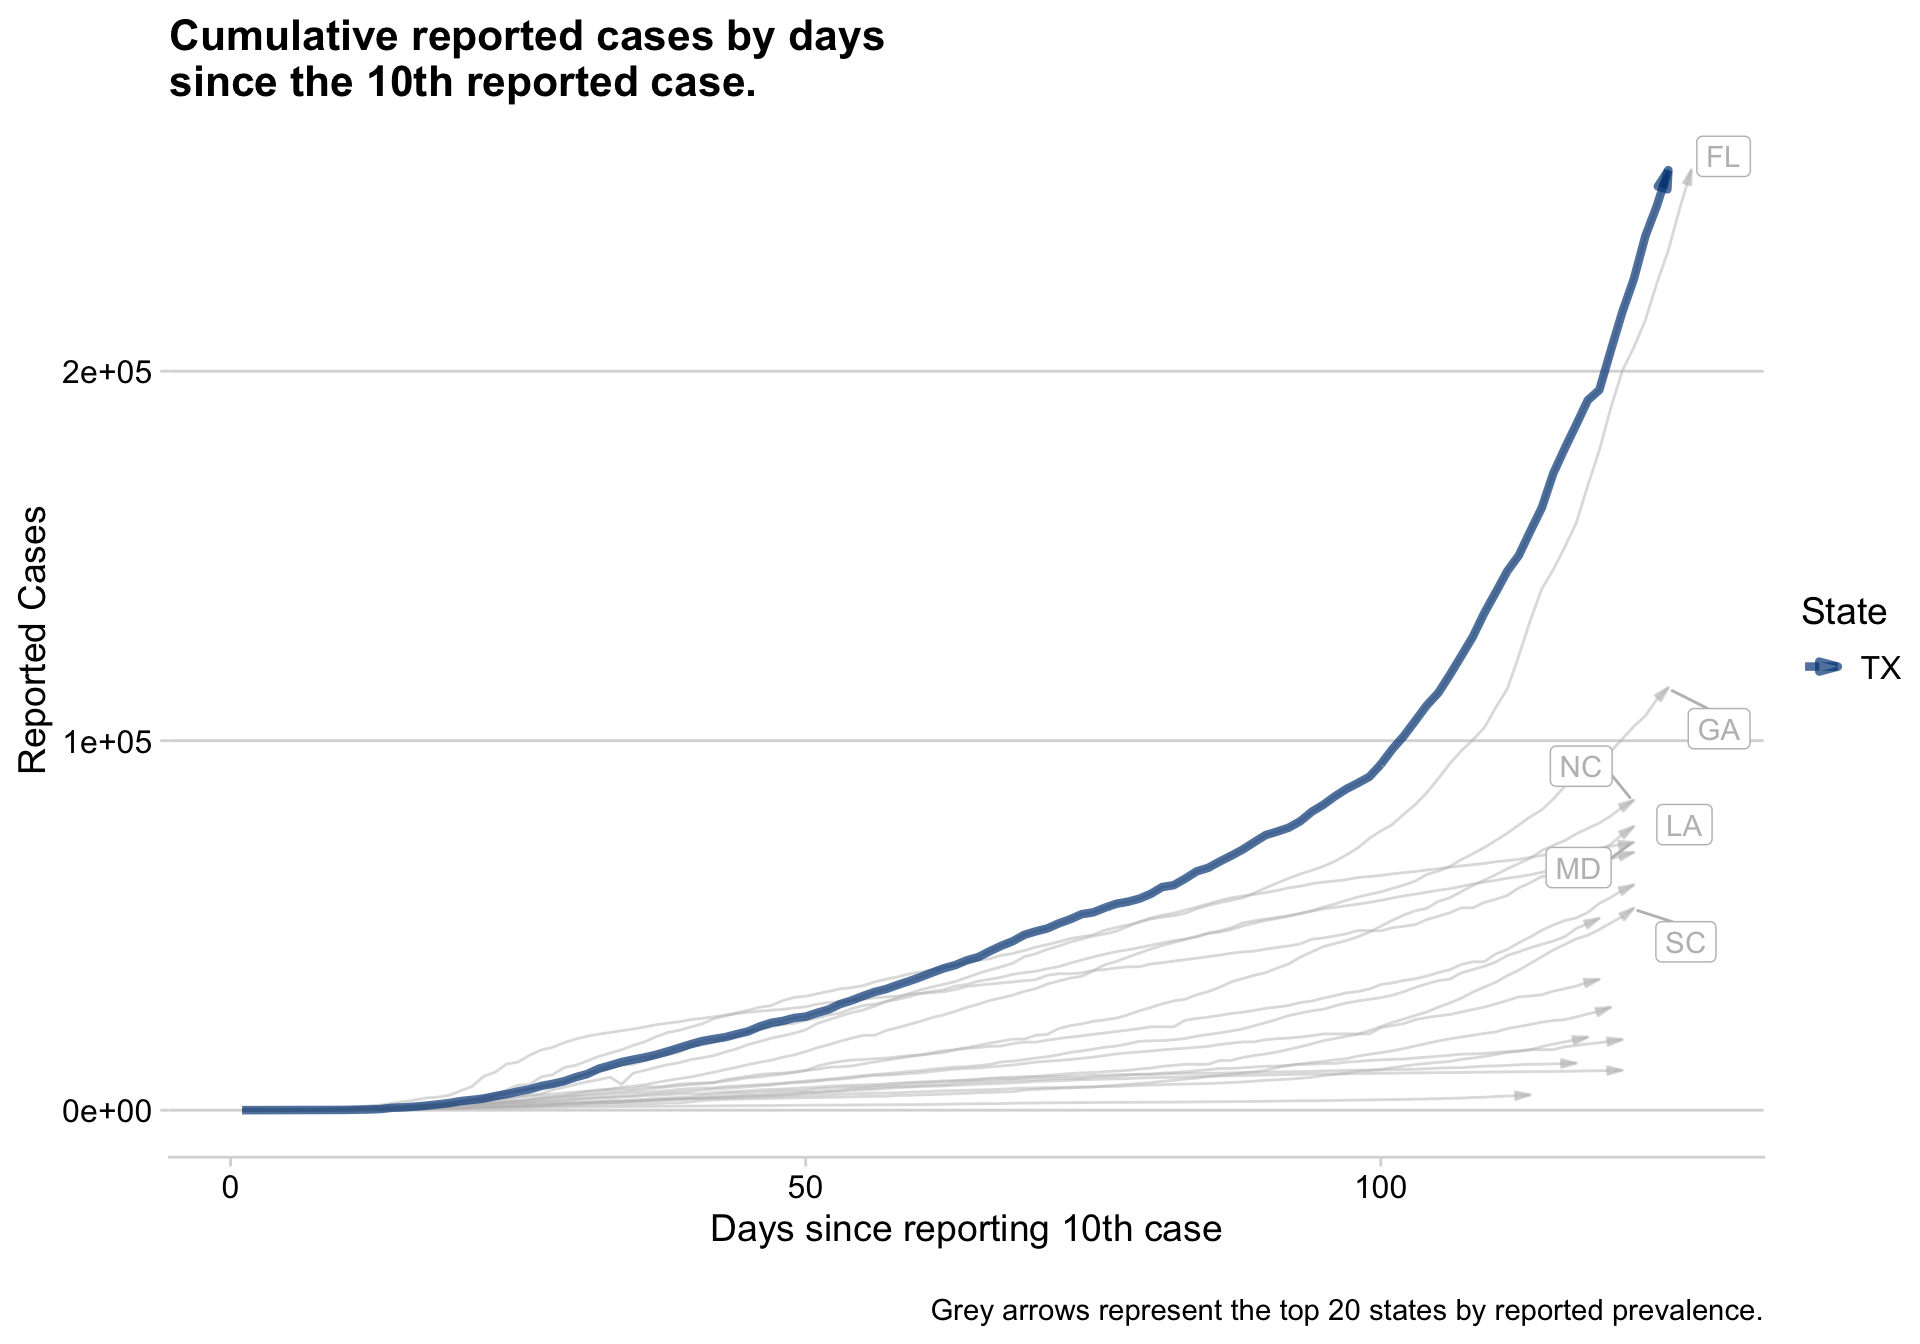 Cumulative reported cases by days
since the 10th reported case.
FL
2e+05
Reported Cases
State
TX
GA
1e+05
NC
LA
MD
SC
0e+00
0
50
100
Days since reporting 10th case
Grey arrows represent the top 20 states by reported prevalence.